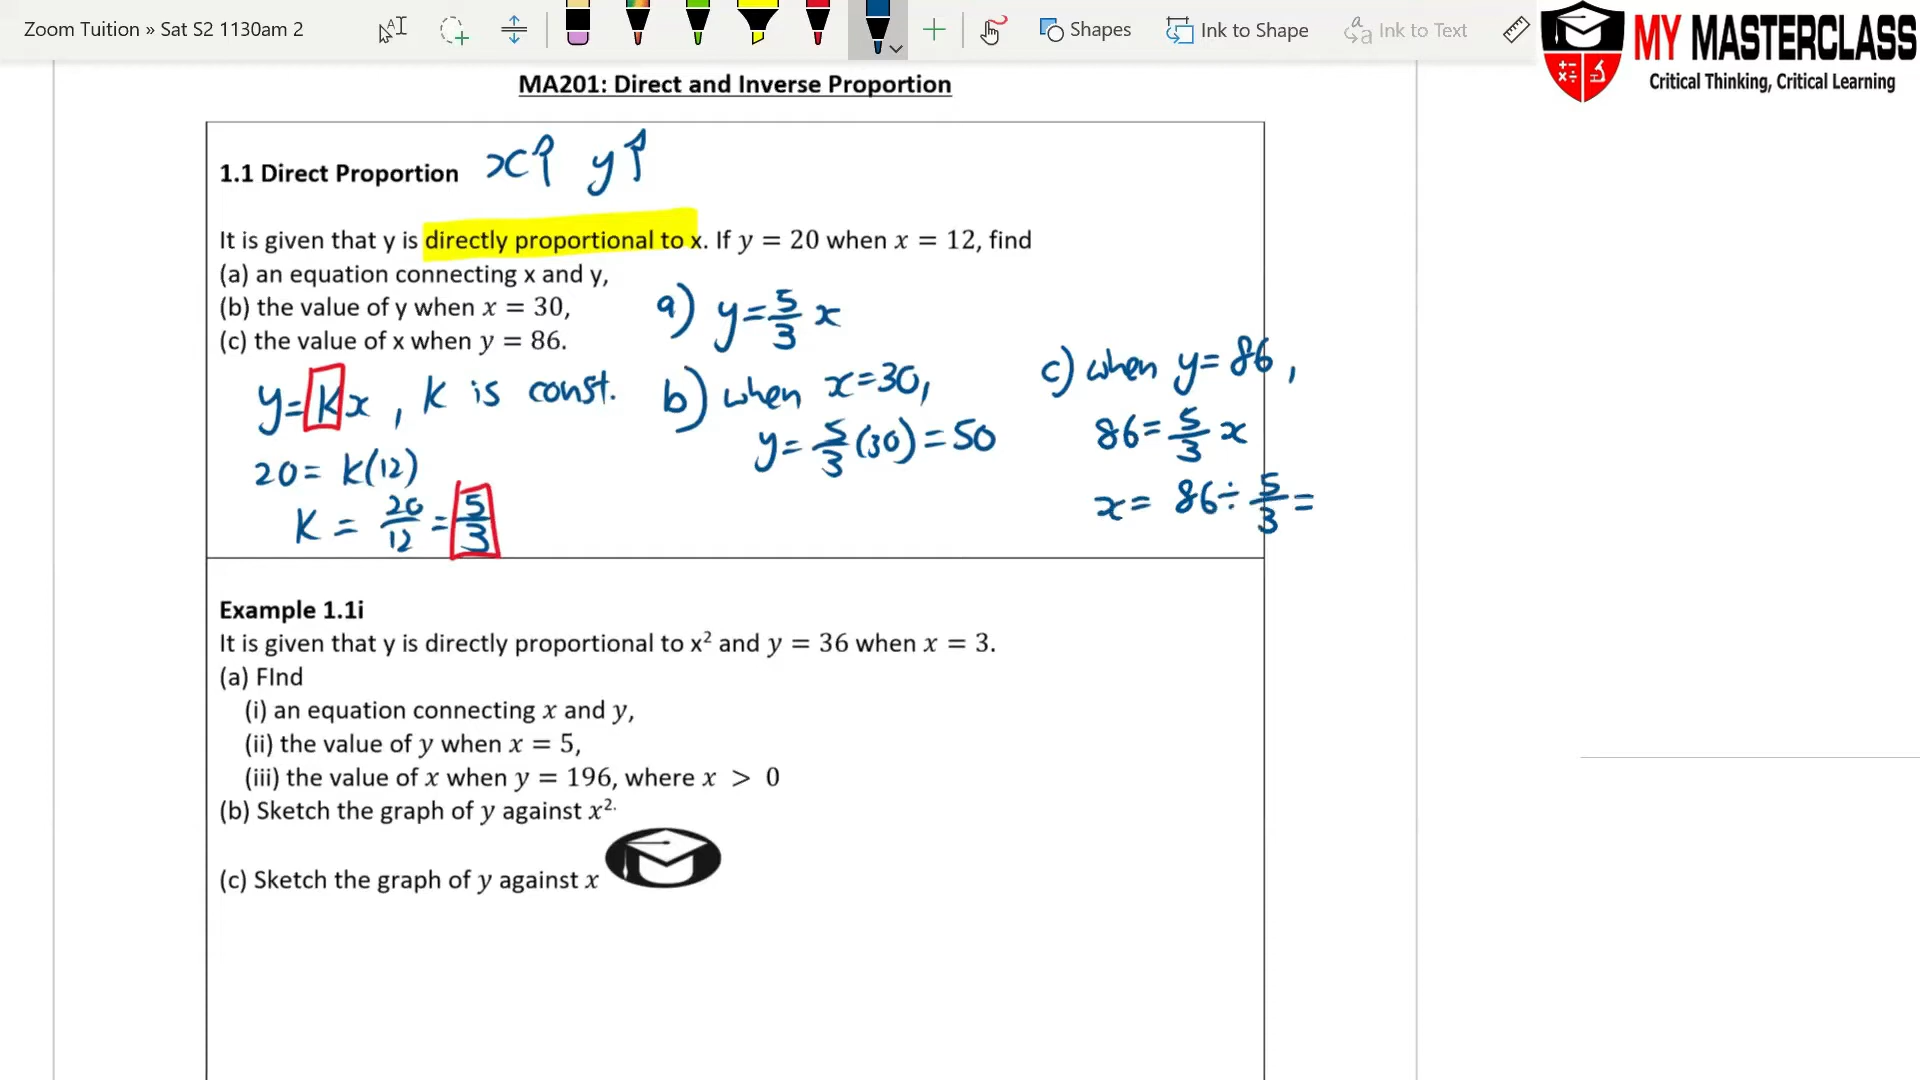 Zoom Tuition » Sat S2 1130am 2
Shapes
Ink to Shape
Ink to Text
MY MASTERCLASS
Critical Thinking, Critical Learning
MA201: Direct and Inverse Proportion
1.1 Direct Proportion x↑ y↑
It is given that y is directly proportional to x. If y = 20 when x = 12, find
(a) an equation connecting x and y,
(b) the value of y when x = 30,
(c) the value of x when y = 86.
y=kx , k is const.
20= k(12)
k = 20/12 = 5/3
a) y=5/3 x
b) when x=30,
y= 5/3 (30) = 50
c) when y= 86,
86= 5/3 x
x= 86÷ 5/3 =
Example 1.1i
It is given that y is directly proportional to x² and y = 36 when x = 3.
(a) FInd
(i) an equation connecting x and y,
(ii) the value of y when x = 5,
(iii) the value of x when y = 196, where x > 0
(b) Sketch the graph of y against x².
(c) Sketch the graph of y against x